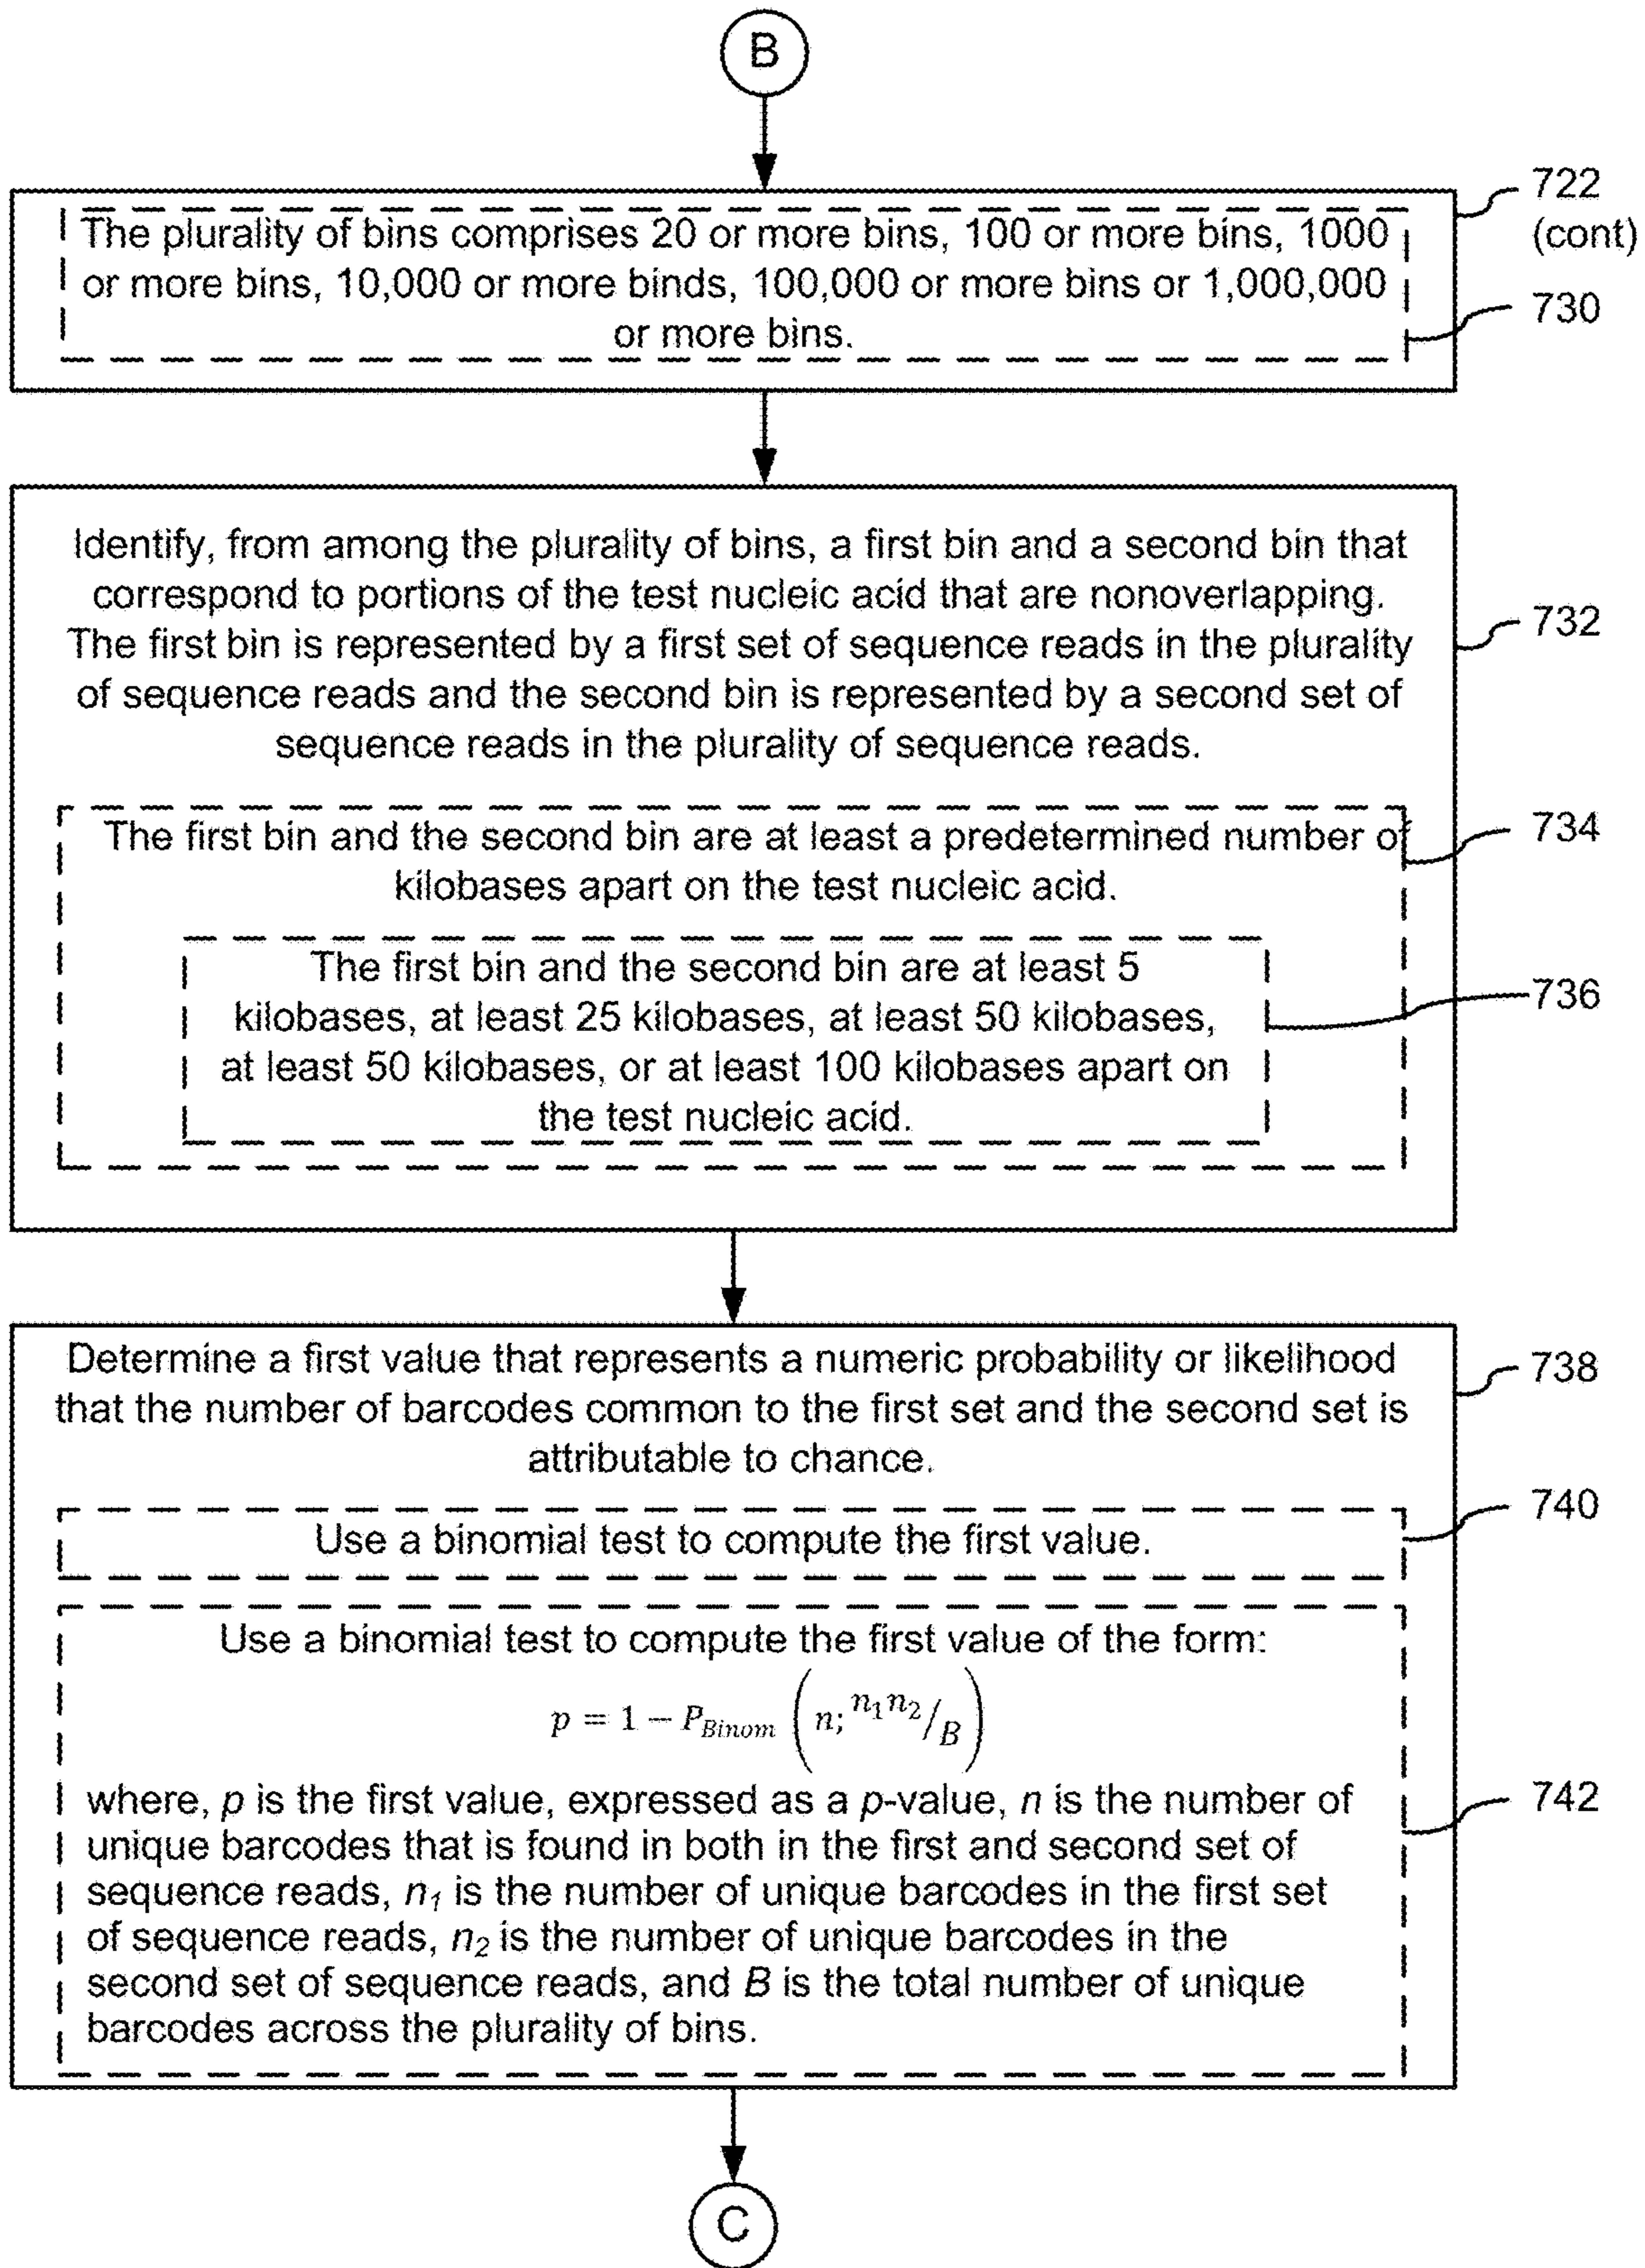 B
722
(cont)
The plurality of bins comprises 20 or more bins, 100 or more bins, 1000
or more bins, 10,000 or more binds, 100,000 or more bins or 1,000,000
or more bins.
730
Identify, from among the plurality of bins, a first bin and a second bin that
correspond to portions of the test nucleic acid that are nonoverlapping.
The first bin is represented by a first set of sequence reads in the plurality
of sequence reads and the second bin is represented by a second set of
sequence reads in the plurality of sequence reads.
732
The first bin and the second bin are at least a predetermined number of
kilobases apart on the test nucleic acid.
734
The first bin and the second bin are at least 5
kilobases, at least 25 kilobases, at least 50 kilobases,
at least 50 kilobases, or at least 100 kilobases apart on
the test nucleic acid.
736
Determine a first value that represents a numeric probability or likelihood
that the number of barcodes common to the first set and the second set is
attributable to chance.
738
Use a binomial test to compute the first value.
740
Use a binomial test to compute the first value of the form:
p = 1 − P_Binom (n; n₁n₂/B)
where, p is the first value, expressed as a p-value, n is the number of
unique barcodes that is found in both in the first and second set of
sequence reads, n₁ is the number of unique barcodes in the first set
of sequence reads, n₂ is the number of unique barcodes in the
second set of sequence reads, and B is the total number of unique
barcodes across the plurality of bins.
742
C